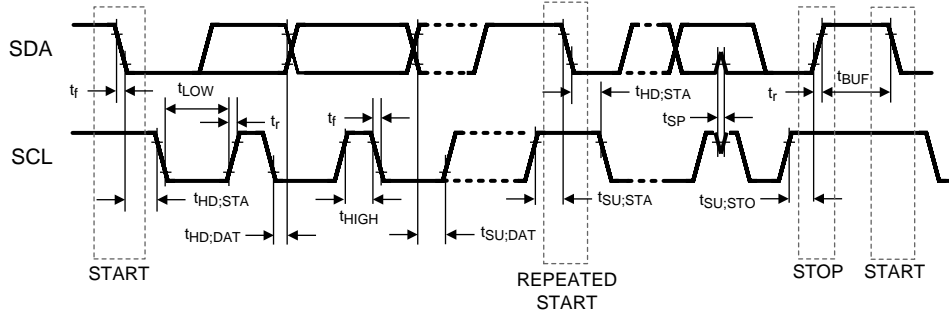 SDA
t_f
t_LOW
t_r
t_f
t_HD;STA
t_SP
t_r
t_BUF
SCL
t_HD;STA
t_HD;DAT
t_HIGH
t_SU;DAT
t_SU;STA
t_SU;STO
START
REPEATED
START
STOP
START